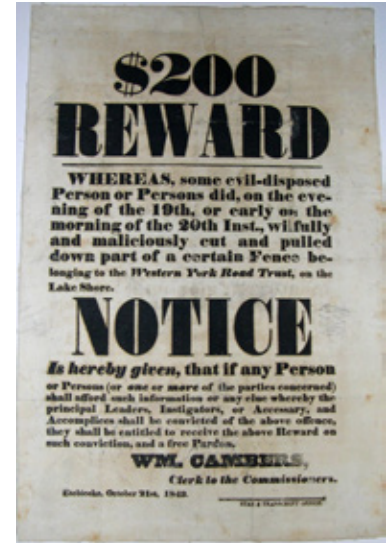 $200
REWARD
WHEREAS, some evil-disposed
Person or Persons did, on the eve-
ning of the 19th, or early on the
morning of the 20th Inst., wilfully
and maliciously cut and pulled
down part of a certain Fence be-
longing to the Western York Road Trust, on the
Lake Shore.
NOTICE
Is hereby given, that if any Person
or Persons (or one or more of the parties concerned)
shall afford such information or any clue whereby the
principal Leaders, Instigators, or Accessary, and
Accomplices shall be convicted of the above offence,
they shall be entitled to receive the above Reward on
such conviction, and a free Pardon.
WM. CAMBERS,
Clerk to the Commissioners.
Etobicoke, October 21st, 1842.